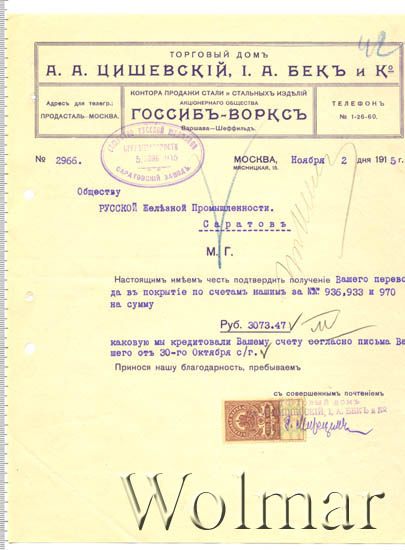 42
ТОРГОВЫЙ ДОМЪ
А. А. ЦИШЕВСКІЙ, І. А. БЕКЪ и Ко
КОНТОРА ПРОДАЖИ СТАЛИ и СТАЛЬНЫХЪ ИЗДѢЛІЙ
АКЦІОНЕРНАГО ОБЩЕСТВА
ГОССИБЪ-ВОРКСЪ
Варшава—Шеффильдъ.
Адресъ для телегр.:
ПРОДАСТАЛЬ-МОСКВА.
ТЕЛЕФОНЪ
№ 1-26-60.
САРАТОВСКІЙ ЗАВОДЪ
№ 2966.
МОСКВА, Ноября 2 дня 1915 г.
МЯСНИЦКАЯ, 15.
Обществу
РУССКОЙ Желѣзной Промышленности.
Саратовъ
М. Г.
Настоящимъ имѣемъ честь подтвердить полученіе Вашего перево
да въ покрытіе по счетамъ нашимъ за №№ 936,933 и 970
на сумму
Руб. 3073.47
каковую мы кредитовали Вашему счету согласно письма Ва
шего отъ 30-го Октября с/г.
Принося нашу благодарность, пребываемъ
съ совершеннымъ почтеніемъ
ТОРГОВЫЙ ДОМЪ
ЦИШЕВСКІЙ, І. А. БЕКЪ и Ко
Wolmar